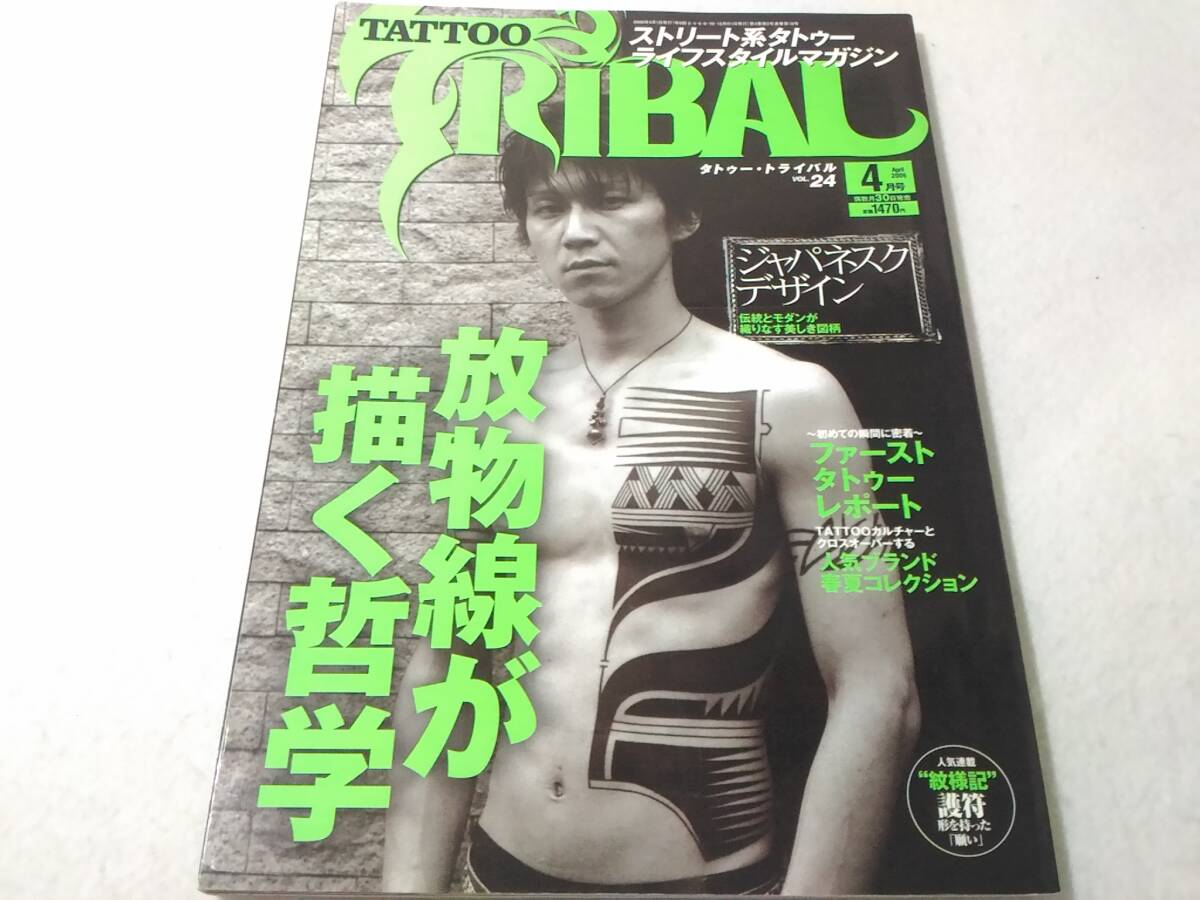 TATTOO
TRiBAL
ストリート系タトゥー
ライフスタイルマガジン
タトゥー・トライバル
VOL.24
4月号
April
2006
偶数月30日発売
定価1470円
ジャパネスク
デザイン
伝統とモダンが
織りなす美しき図柄
放物線が
描く哲学
〜初めての瞬間に密着〜
ファースト
タトゥー
レポート
TATTOOカルチャーと
クロスオーバーする
人気ブランド
春夏コレクション
人気連載
“紋様記”
護符
形を持った
「願い」